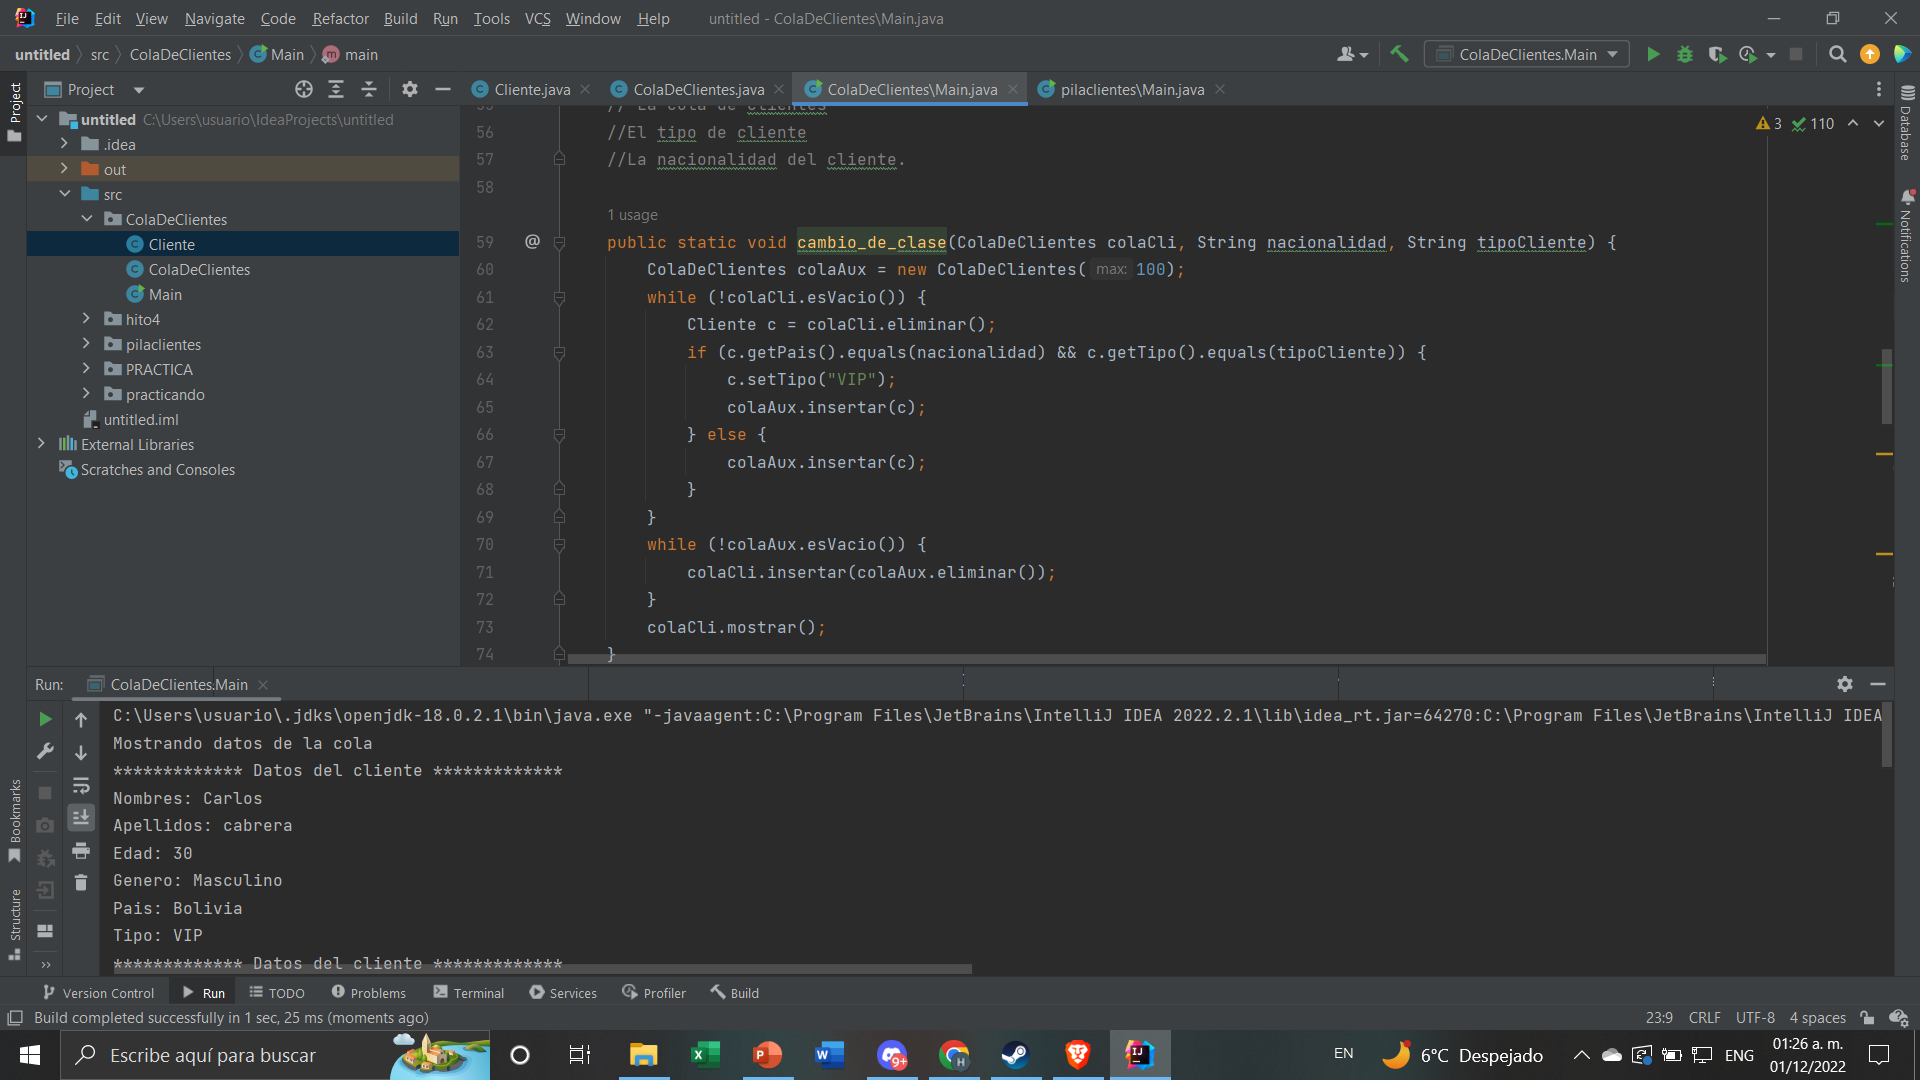 File Edit View Navigate Code Refactor Build Run Tools VCS Window Help untitled - ColaDeClientes\Main.java
untitled src ColaDeClientes Main main ColaDeClientes.Main
Project Cliente.java ColaDeClientes.java ColaDeClientes\Main.java pilaclientes\Main.java
Project
untitled C:\Users\usuario\IdeaProjects\untitled
.idea
out
src
ColaDeClientes
Cliente
ColaDeClientes
Main
hito4
pilaclientes
PRACTICA
practicando
untitled.iml
External Libraries
Scratches and Consoles
55 // La cola de clientes
56 //El tipo de cliente
3 110
57 //La nacionalidad del cliente.
58
1 usage
59 @ public static void cambio_de_clase(ColaDeClientes colaCli, String nacionalidad, String tipoCliente) {
60 ColaDeClientes colaAux = new ColaDeClientes( max: 100);
61 while (!colaCli.esVacio()) {
62 Cliente c = colaCli.eliminar();
63 if (c.getPais().equals(nacionalidad) && c.getTipo().equals(tipoCliente)) {
64 c.setTipo("VIP");
65 colaAux.insertar(c);
66 } else {
67 colaAux.insertar(c);
68 }
69 }
70 while (!colaAux.esVacio()) {
71 colaCli.insertar(colaAux.eliminar());
72 }
73 colaCli.mostrar();
74 }
Database
Notifications
Run: ColaDeClientes.Main
C:\Users\usuario\.jdks\openjdk-18.0.2.1\bin\java.exe "-javaagent:C:\Program Files\JetBrains\IntelliJ IDEA 2022.2.1\lib\idea_rt.jar=64270:C:\Program Files\JetBrains\IntelliJ IDEA
Mostrando datos de la cola
************* Datos del cliente *************
Nombres: Carlos
Apellidos: cabrera
Edad: 30
Genero: Masculino
Pais: Bolivia
Tipo: VIP
************* Datos del cliente *************
Bookmarks
Structure
Version Control Run TODO Problems Terminal Services Profiler Build
Build completed successfully in 1 sec, 25 ms (moments ago) 23:9 CRLF UTF-8 4 spaces
Escribe aquí para buscar 9+ H EN 6°C Despejado ENG 01:26 a. m.
01/12/2022